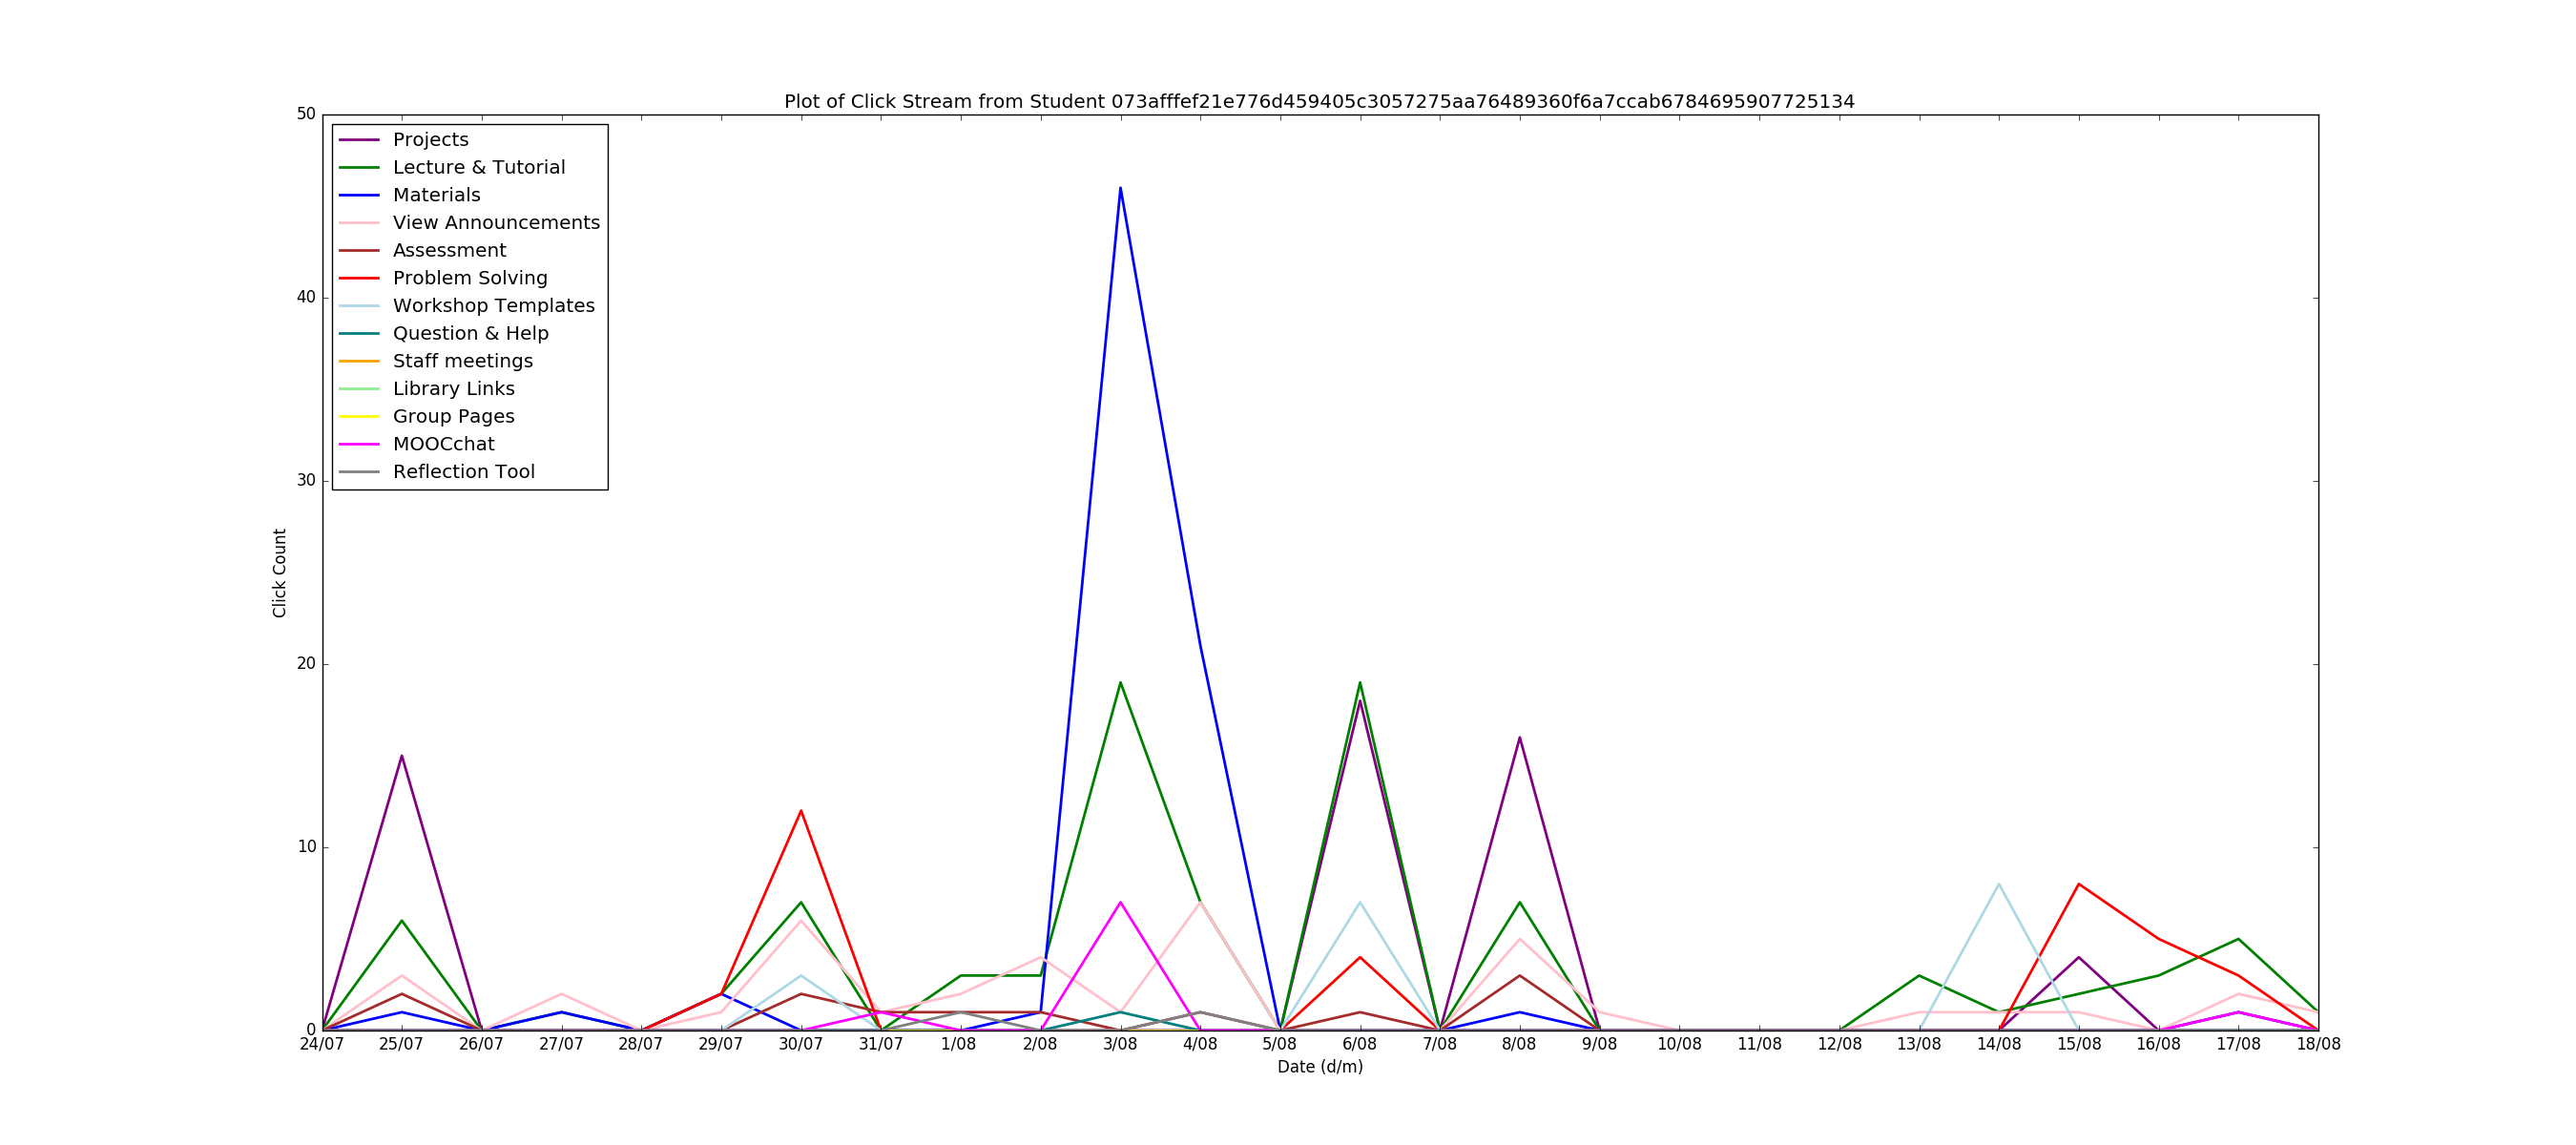 Plot of Click Stream from Student 073afffef21e776d459405c3057275aa76489360f6a7ccab6784695907725134
50
40
30
20
10
0
Click Count
Projects
Lecture & Tutorial
Materials
View Announcements
Assessment
Problem Solving
Workshop Templates
Question & Help
Staff meetings
Library Links
Group Pages
MOOCchat
Reflection Tool
24/07 25/07 26/07 27/07 28/07 29/07 30/07 31/07 1/08 2/08 3/08 4/08 5/08 6/08 7/08 8/08 9/08 10/08 11/08 12/08 13/08 14/08 15/08 16/08 17/08 18/08
Date (d/m)